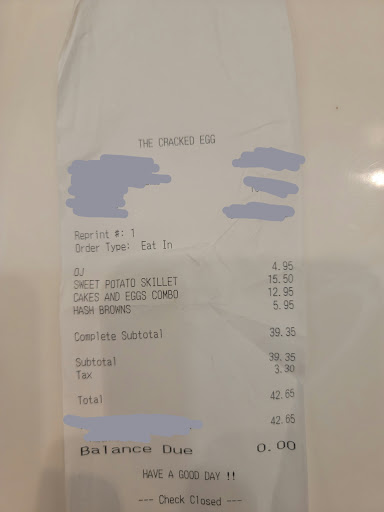 THE CRACKED EGG
Reprint #: 1
Order Type: Eat In
OJ 4.95
SWEET POTATO SKILLET 15.50
CAKES AND EGGS COMBO 12.95
HASH BROWNS 5.95
Complete Subtotal 39.35
Subtotal 39.35
Tax 3.30
Total 42.65
42.65
Balance Due 0.00
HAVE A GOOD DAY !!
--- Check Closed ---